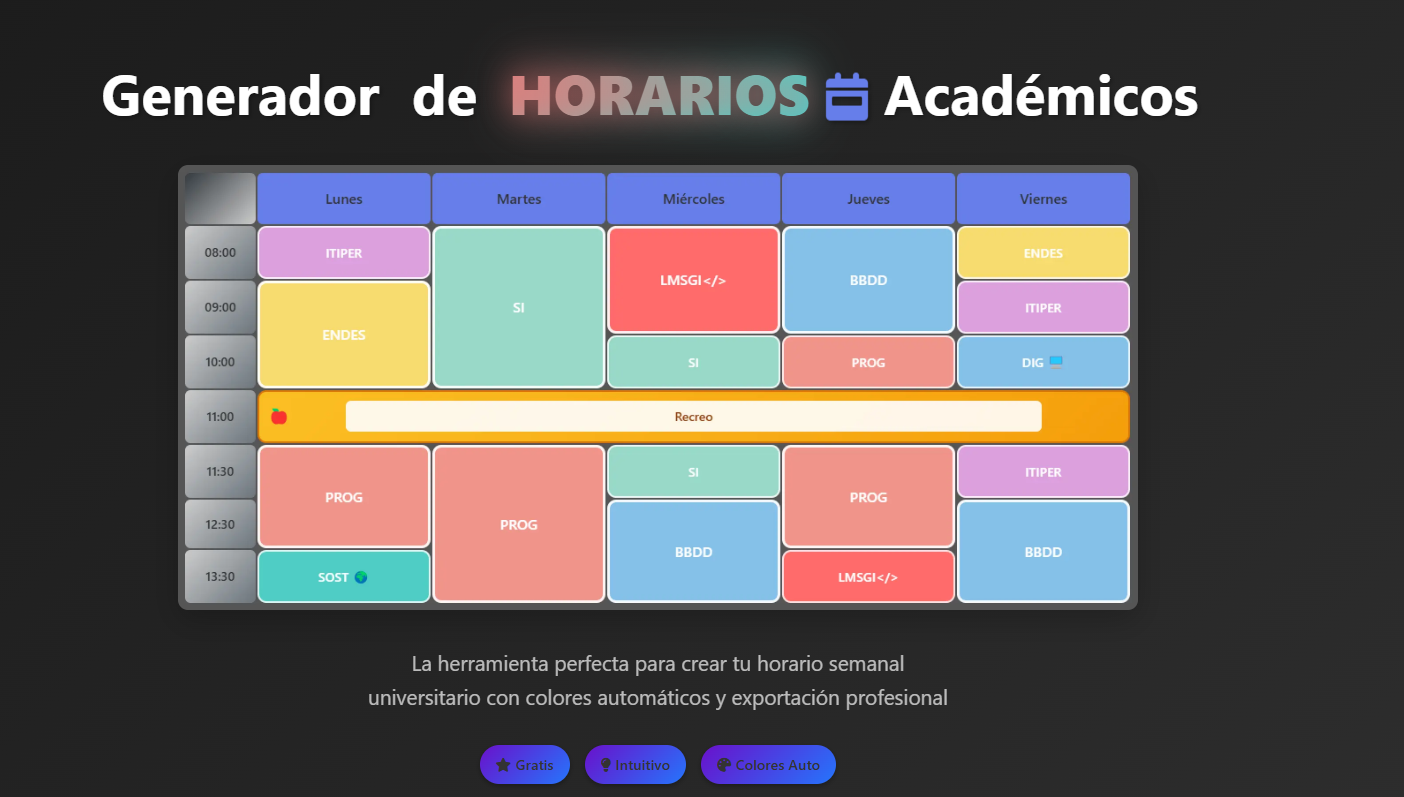 Generador de HORARIOS Académicos
Lunes Martes Miércoles Jueves Viernes
08:00 ITIPER SI LMSGI</> BBDD ENDES
09:00 ENDES ITIPER
10:00 SI PROG DIG
11:00 Recreo
11:30 PROG PROG SI PROG ITIPER
12:30 BBDD BBDD
13:30 SOST LMSGI</>
La herramienta perfecta para crear tu horario semanal
universitario con colores automáticos y exportación profesional
Gratis Intuitivo Colores Auto